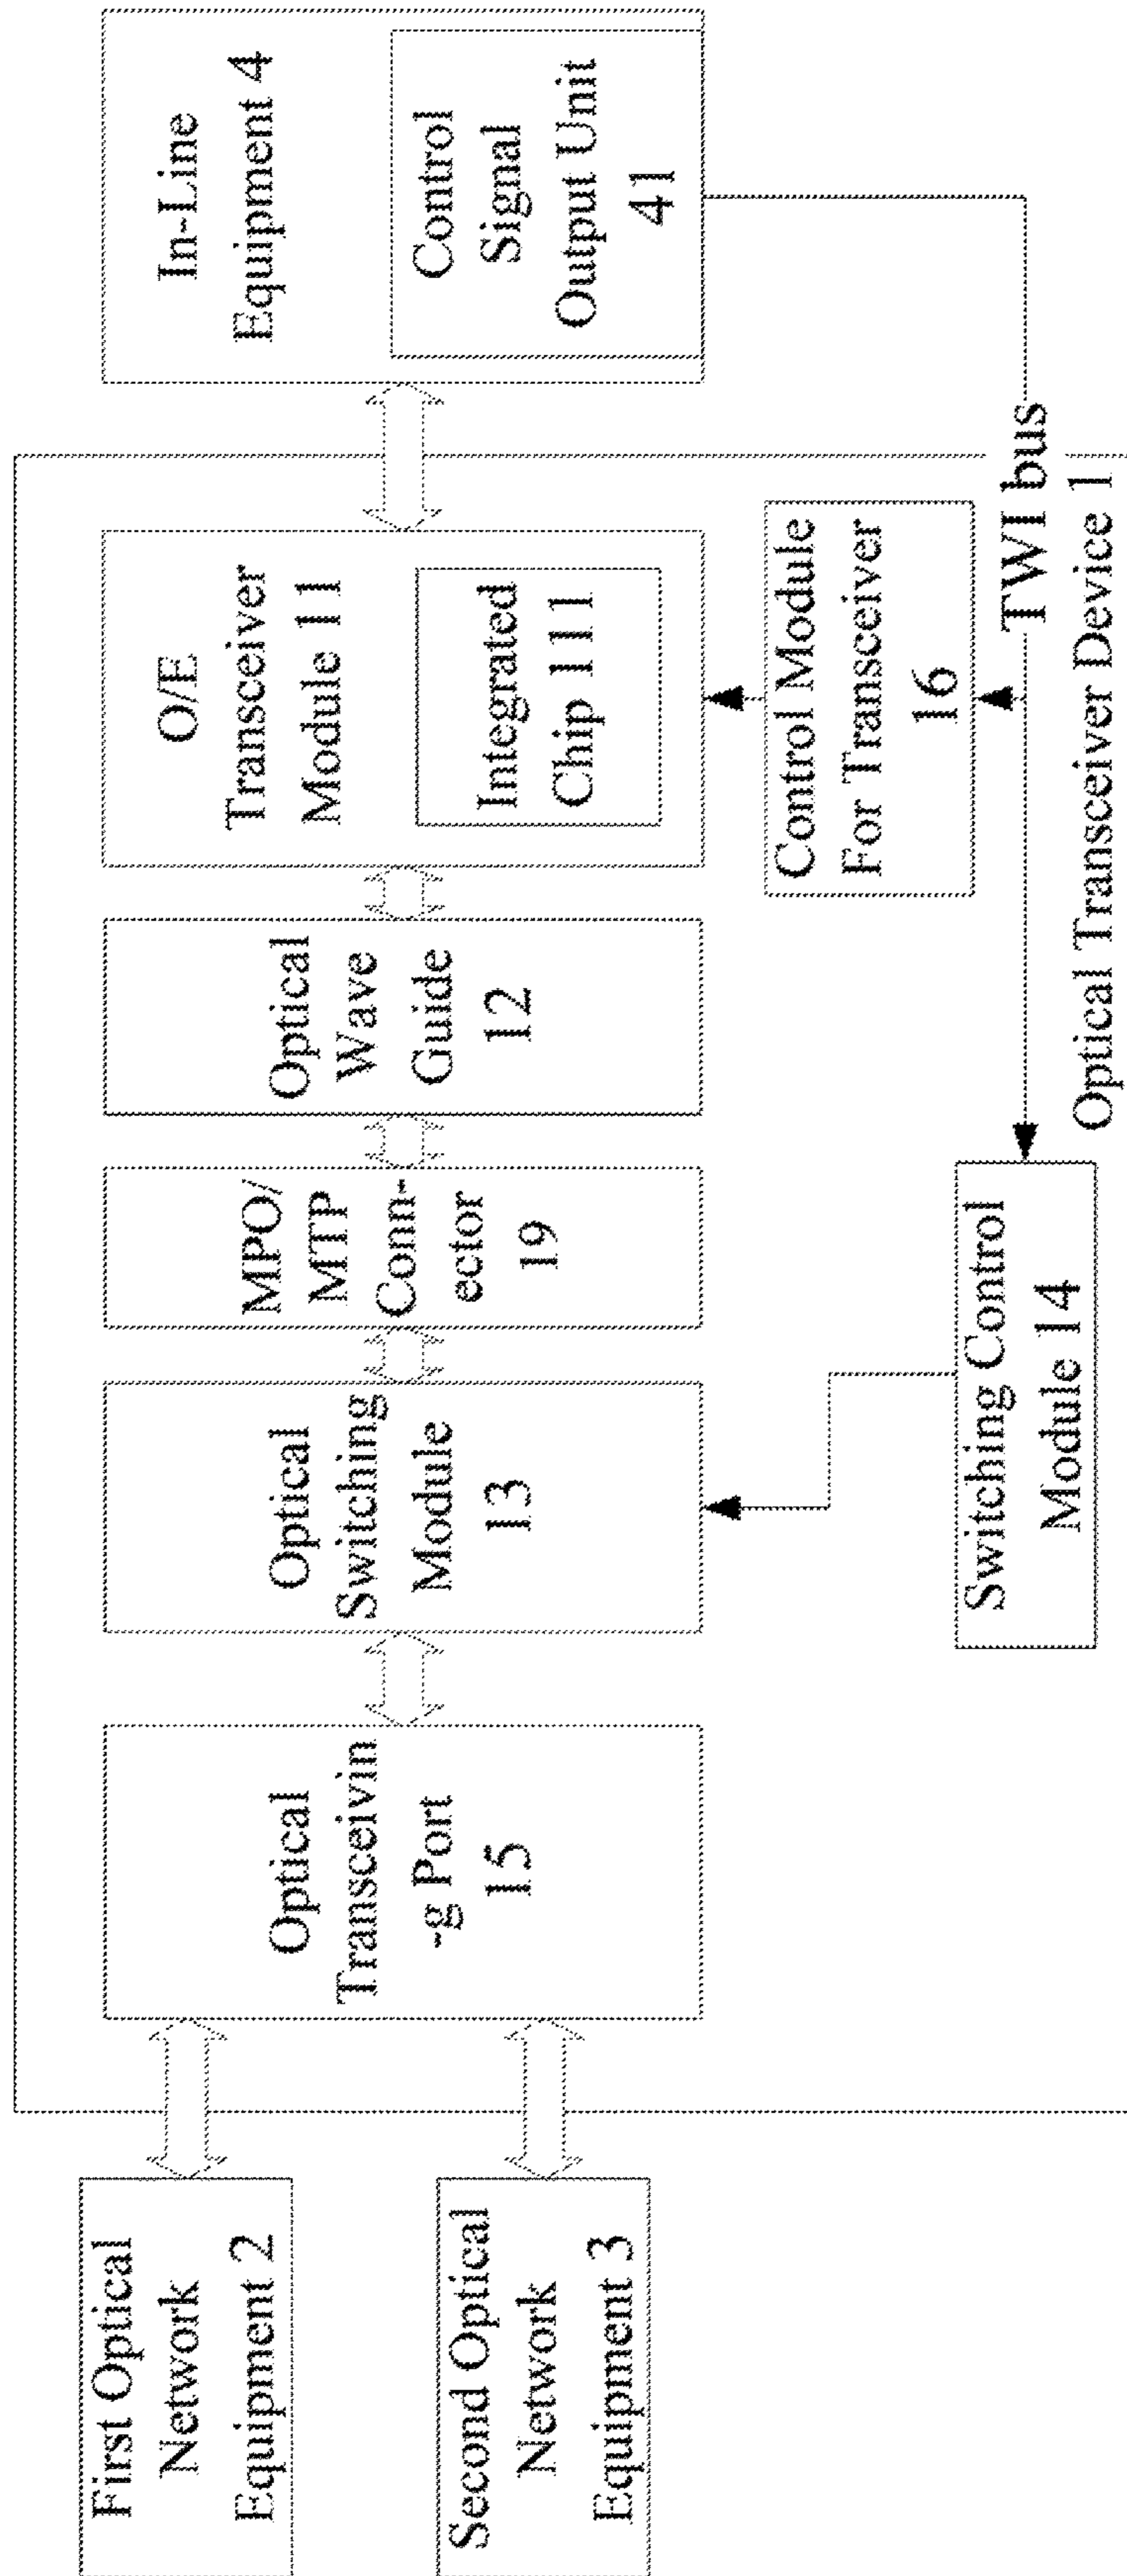 First Optical
Network
Equipment 2
Second Optical
Network
Equipment 3
Optical
Transceivin
-g Port
15
Optical
Switching
Module
13
MPO/
MTP
Conn-
ector
19
Optical
Wave
Guide
12
O/E
Transceiver
Module 11
Integrated
Chip 111
In-Line
Equipment 4
Control
Signal
Output Unit
41
Control Module
For Transceiver
16
Switching Control
Module 14
TWI bus
Optical Transceiver Device 1